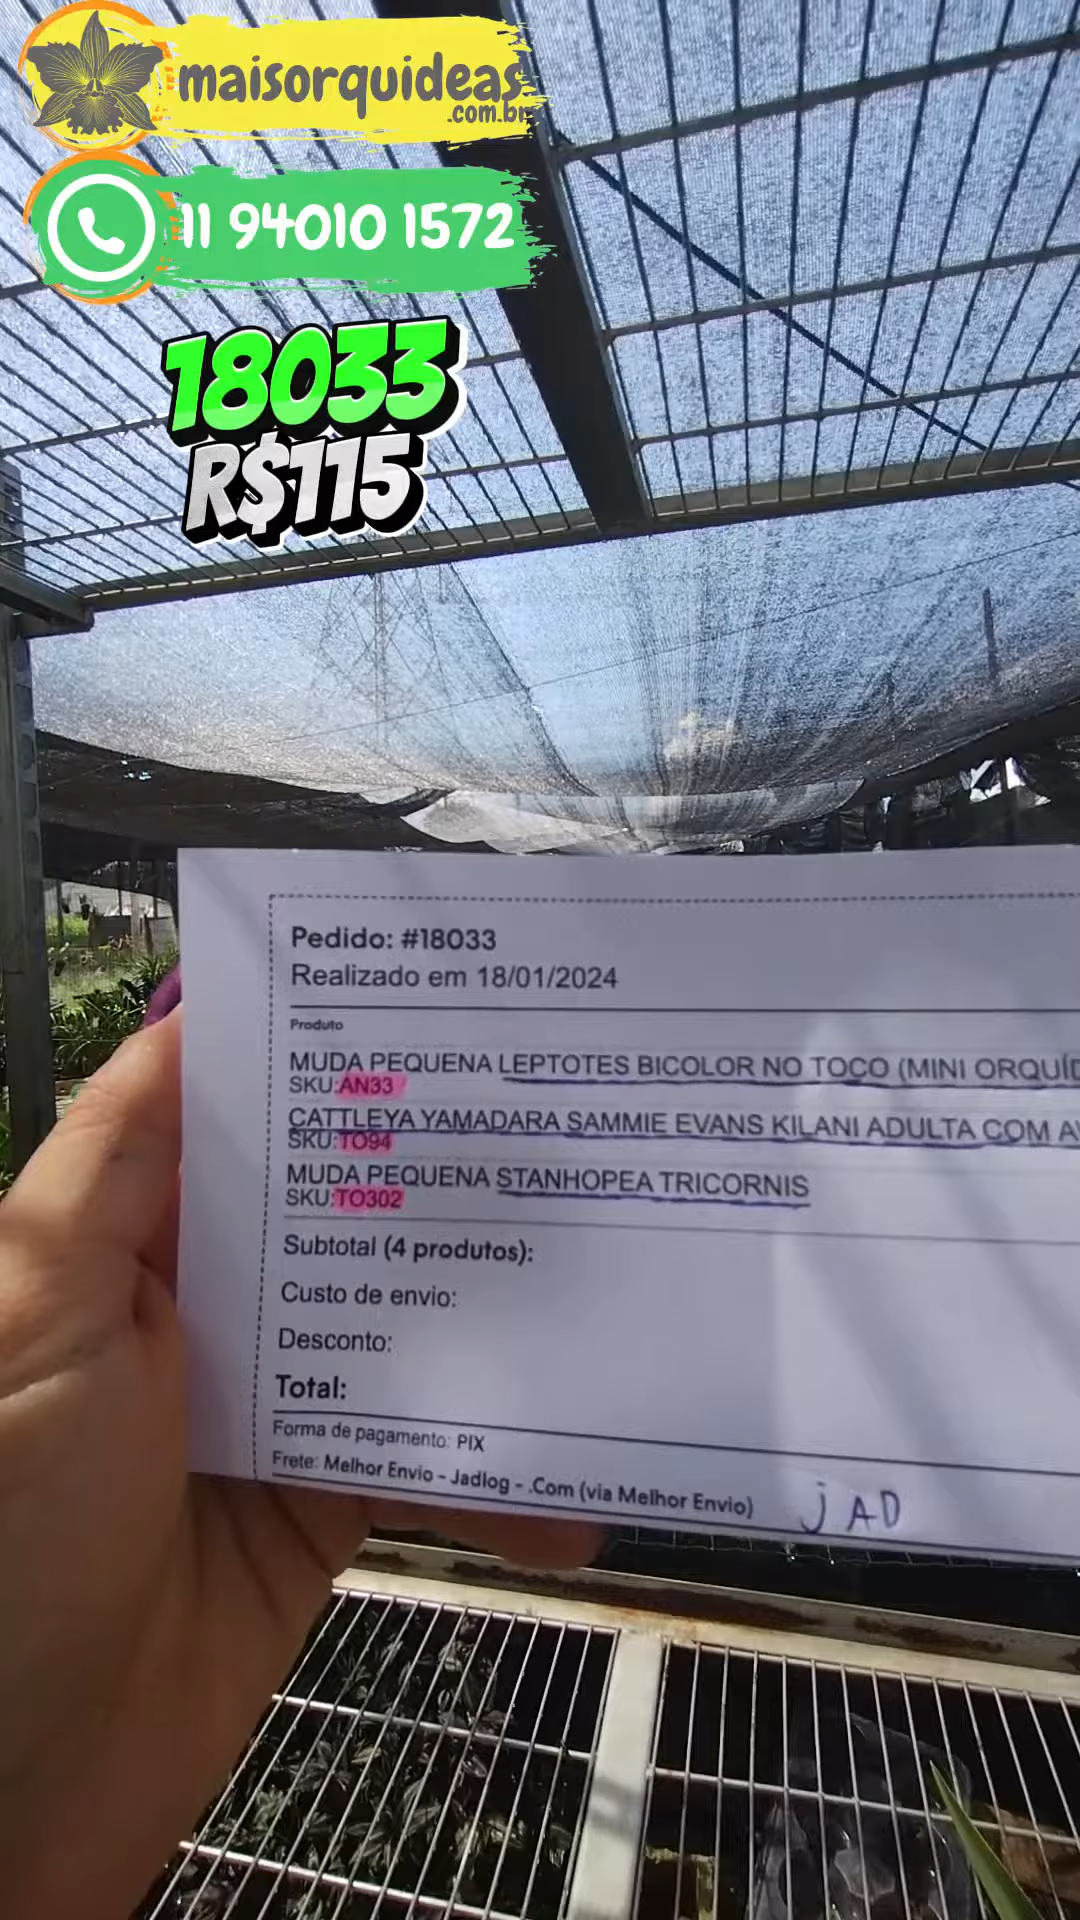 maisorquideas
.com.br
11 94010 1572
18033
R$115
Pedido: #18033
Realizado em 18/01/2024
Produto
MUDA PEQUENA LEPTOTES BICOLOR NO TOCO (MINI ORQUÍD
SKU:AN33
CATTLEYA YAMADARA SAMMIE EVANS KILANI ADULTA COM AV
SKU:TO94
MUDA PEQUENA STANHOPEA TRICORNIS
SKU:TO302
Subtotal (4 produtos):
Custo de envio:
Desconto:
Total:
Forma de pagamento: PIX
Frete: Melhor Envio - Jadlog - .Com (via Melhor Envio)
jAD